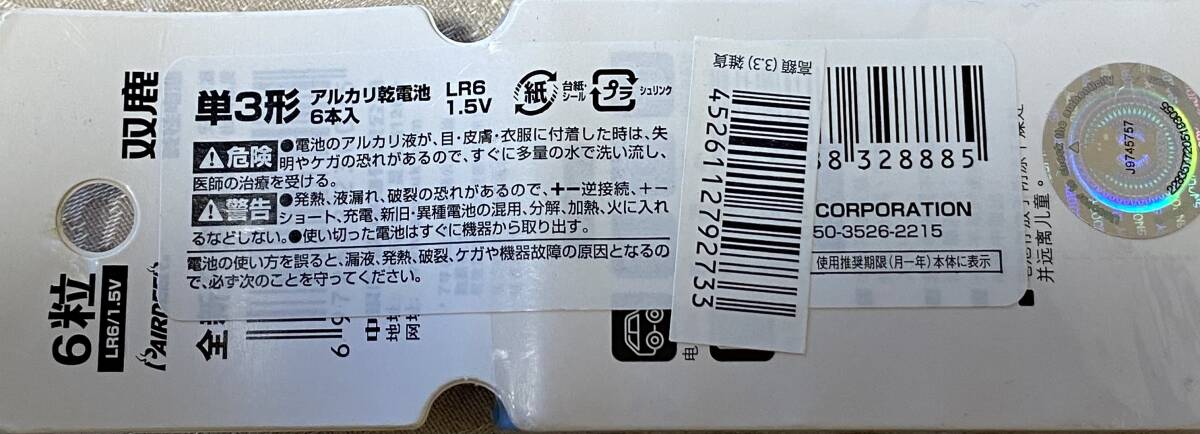 双鹿
6粒
LR6/1.5V
PAIRDEER
単3形
アルカリ乾電池
6本入
LR6
1.5V
紙
台紙・
シール
プラ
シュリンク
危険
●電池のアルカリ液が、目・皮膚・衣服に付着した時は、失
明やケガの恐れがあるので、すぐに多量の水で洗い流し、
医師の治療を受ける。
警告
●発熱、液漏れ、破裂の恐れがあるので、+−逆接続、+−
ショート、充電、新旧・異種電池の混用、分解、加熱、火に入れ
るなどしない。●使い切った電池はすぐに機器から取り出す。
電池の使い方を誤ると、漏液、発熱、破裂、ケガや機器故障の原因となるの
で、必ず次のことを守ってください。
高額 (3.3) 雑貨
4526112792733
8 328885
CORPORATION
50-3526-2215
使用推奨期限(月－年)本体に表示
并远离儿童。
J9745757
全
6
中
地
网
电